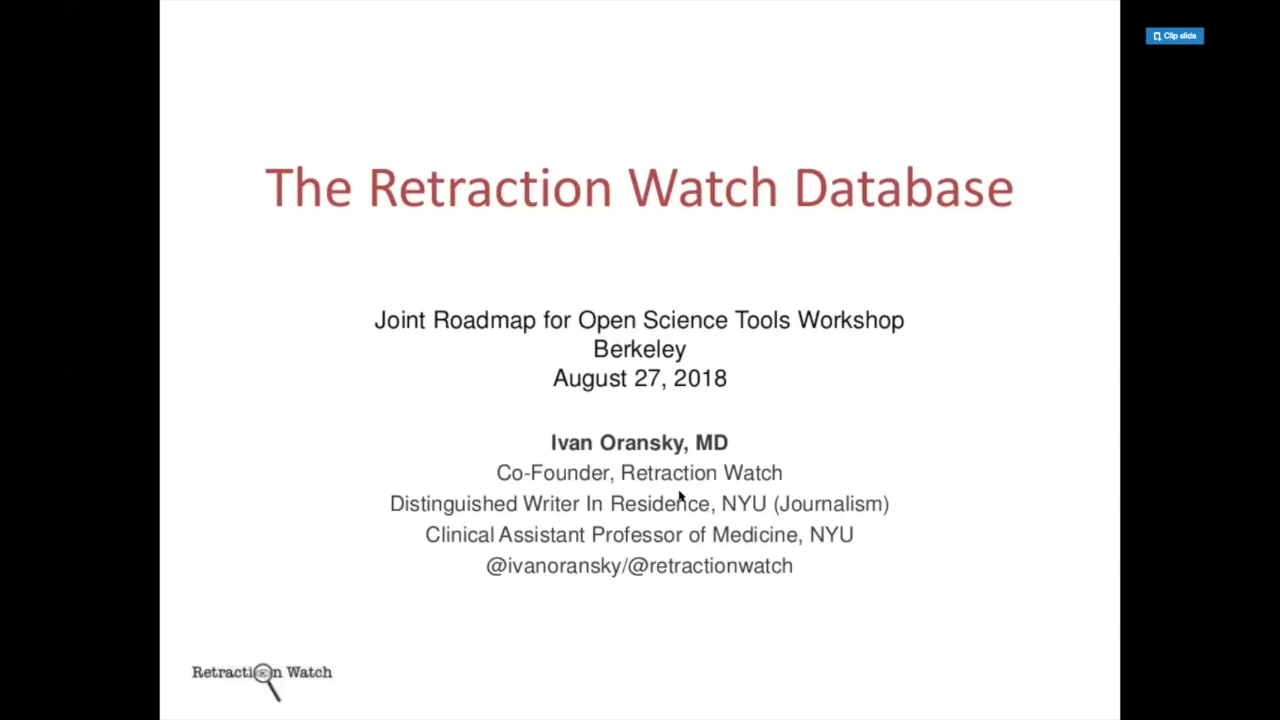 Clip slide
The Retraction Watch Database
Joint Roadmap for Open Science Tools Workshop
Berkeley
August 27, 2018
Ivan Oransky, MD
Co-Founder, Retraction Watch
Distinguished Writer In Residence, NYU (Journalism)
Clinical Assistant Professor of Medicine, NYU
@ivanoransky/@retractionwatch
Retraction Watch